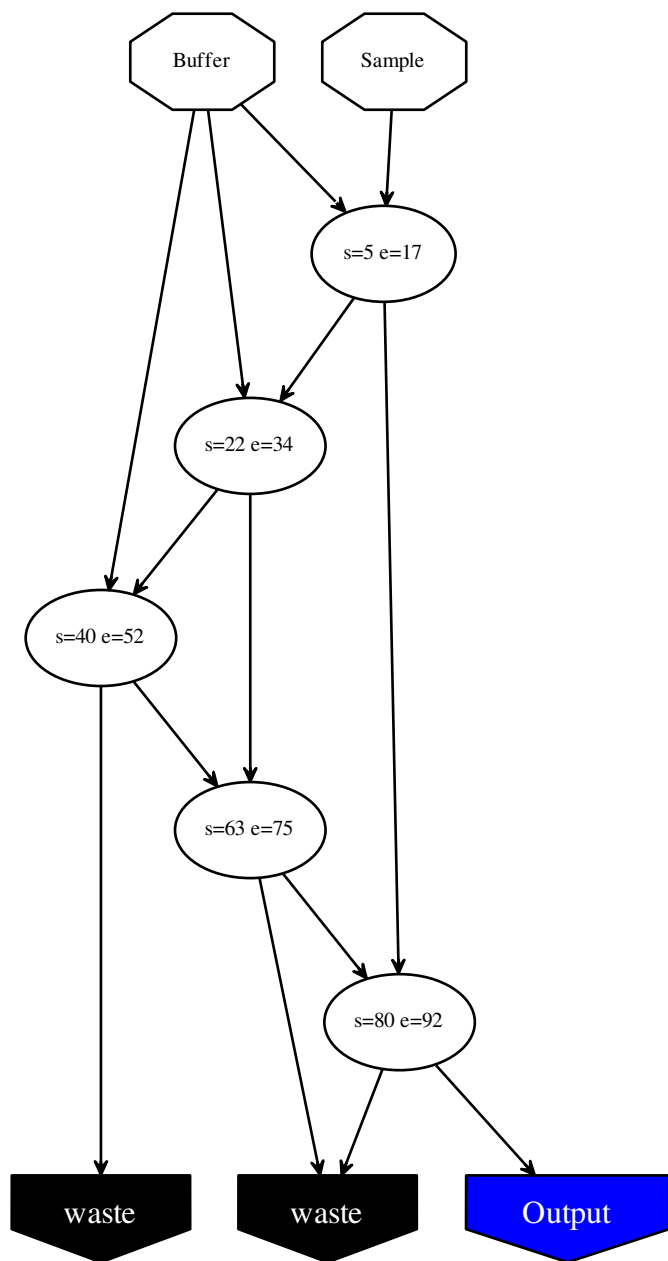 Buffer
Sample
s=5 e=17
s=22 e=34
s=40 e=52
s=63 e=75
s=80 e=92
waste
waste
Output